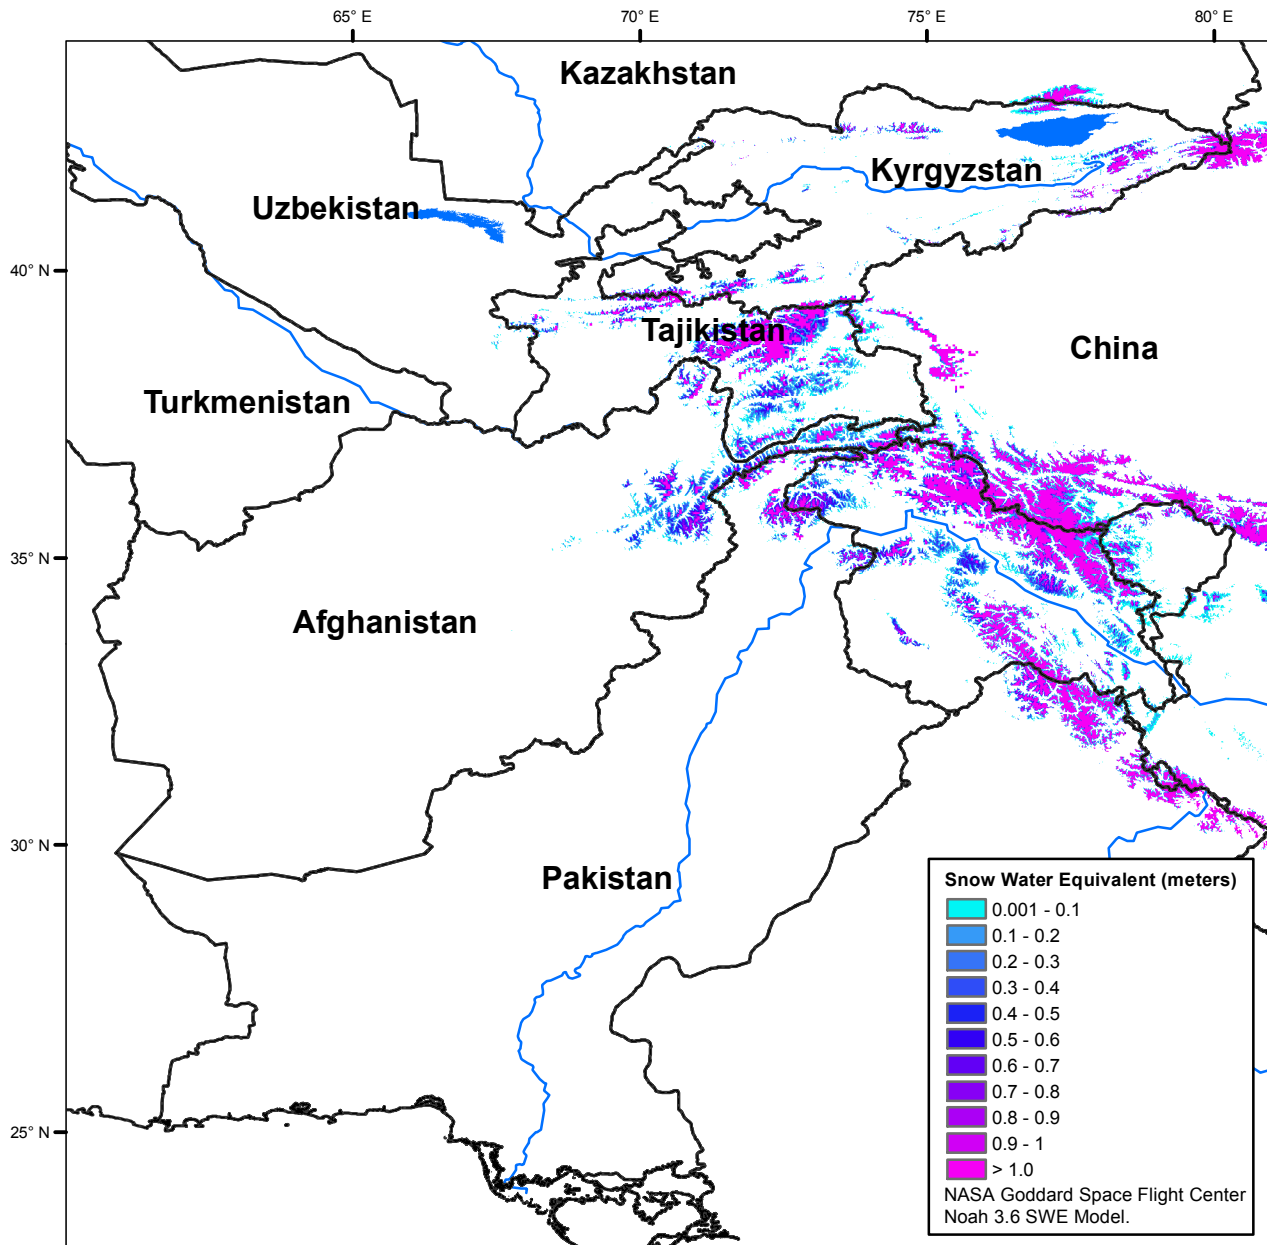 65° E
70° E
75° E
80° E
Kazakhstan
Kyrgyzstan
Uzbekistan
40° N
Tajikistan
China
Turkmenistan
35° N
Afghanistan
30° N
Pakistan
Snow Water Equivalent (meters)
0.001 - 0.1
0.1 - 0.2
0.2 - 0.3
0.3 - 0.4
0.4 - 0.5
0.5 - 0.6
0.6 - 0.7
0.7 - 0.8
0.8 - 0.9
0.9 - 1
> 1.0
NASA Goddard Space Flight Center
Noah 3.6 SWE Model.
25° N